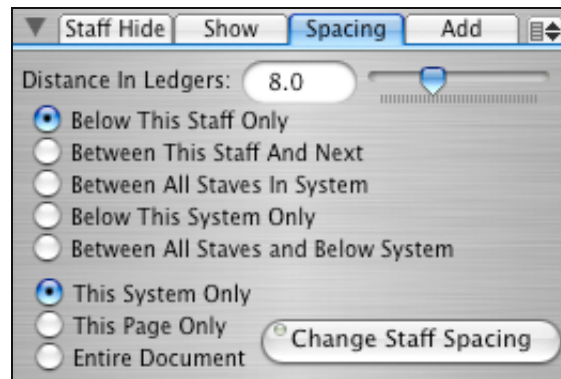 Staff Hide Show Spacing Add
Distance In Ledgers: 8.0
Below This Staff Only
Between This Staff And Next
Between All Staves In System
Below This System Only
Between All Staves and Below System
This System Only
This Page Only
Change Staff Spacing
Entire Document